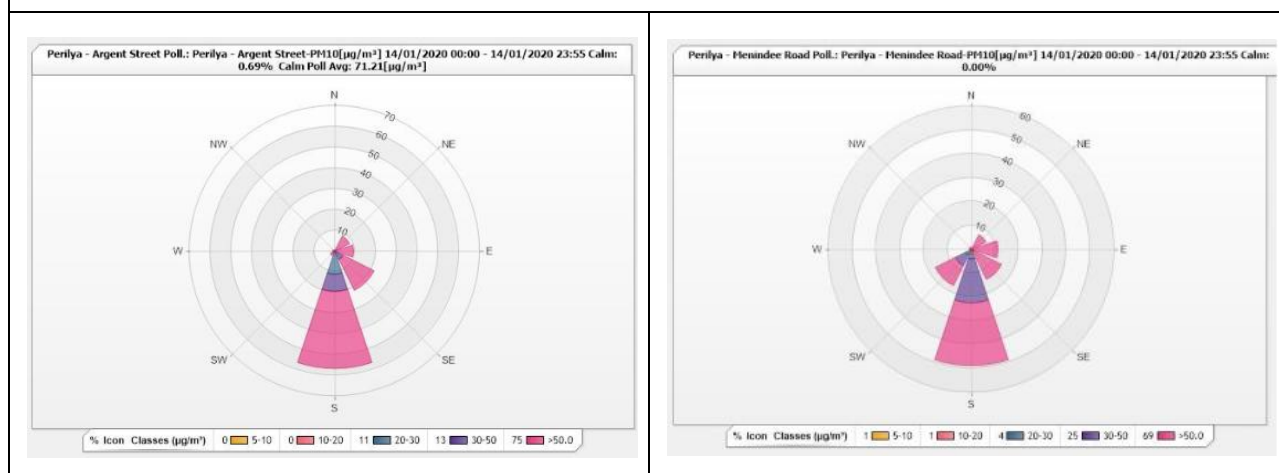 Perilya - Argent Street Poll.: Perilya - Argent Street-PM10[µg/m³] 14/01/2020 00:00 - 14/01/2020 23:55 Calm:
0.69% Calm Poll Avg: 71.21[µg/m³]
N
70
60
NW
NE
50
40
30
20
10
W
E
SW
SE
S
% Icon Classes (µg/m³) 0 5-10 0 10-20 11 20-30 13 30-50 75 >50.0
Perilya - Menindee Road Poll.: Perilya - Menindee Road-PM10[µg/m³] 14/01/2020 00:00 - 14/01/2020 23:55 Calm:
0.00%
N
60
50
NW
NE
40
30
20
10
W
E
SW
SE
S
% Icon Classes (µg/m³) 1 5-10 1 10-20 4 20-30 25 30-50 69 >50.0